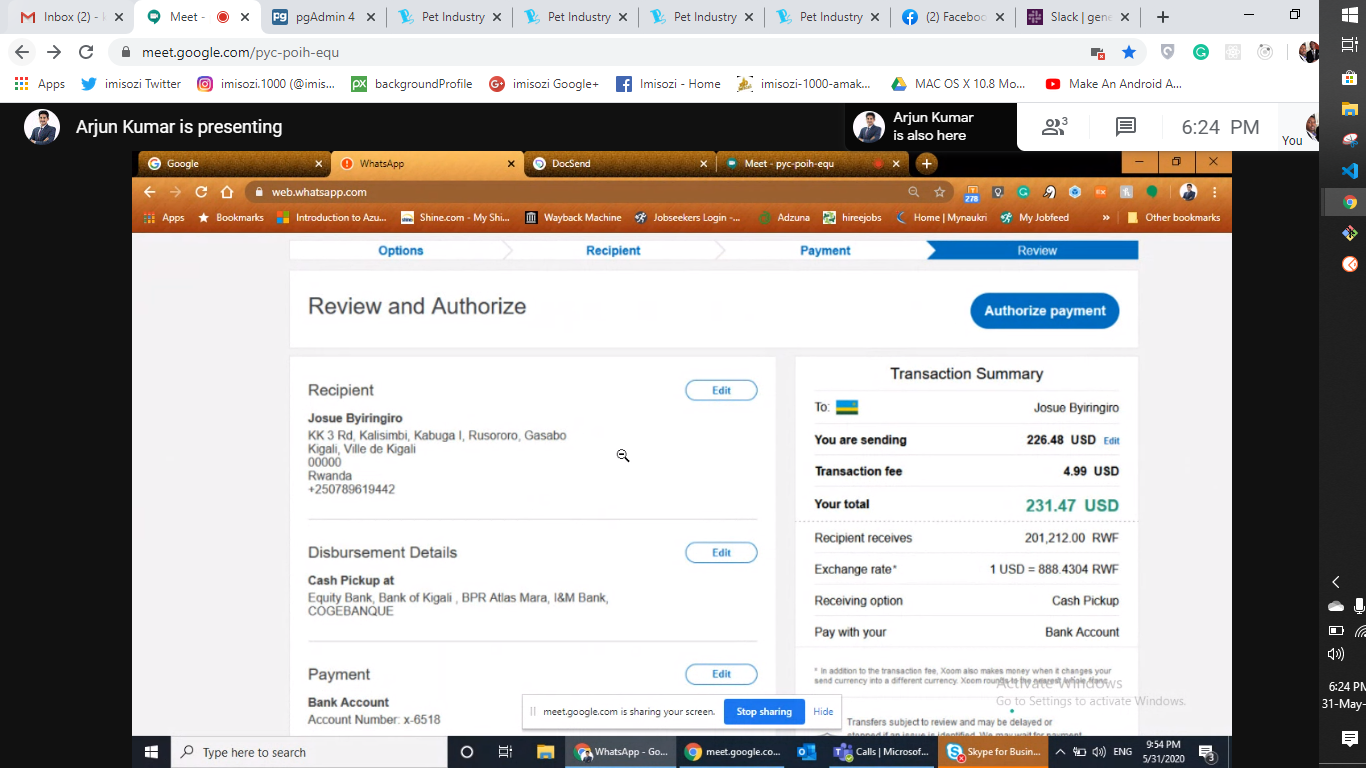 Inbox (2) - i
Meet -
pgAdmin 4
Pet Industry
Pet Industry
Pet Industry
Pet Industry
(2) Faceboo
Slack | gene
meet.google.com/pyc-poih-equ
Apps
imisozi Twitter
imisozi.1000 (@imis...
backgroundProfile
imisozi Google+
Imisozi - Home
imisozi-1000-amak...
MAC OS X 10.8 Mo...
Make An Android A...
Arjun Kumar is presenting
Arjun Kumar
is also here
3
6:24 PM
You
Google
WhatsApp
DocSend
Meet - pyc-poih-equ
web.whatsapp.com
278
Apps
Bookmarks
Introduction to Azu...
Shine.com - My Shi...
Wayback Machine
Jobseekers Login -...
Adzuna
hireejobs
Home | Mynaukri
My Jobfeed
»
Other bookmarks
Options
Recipient
Payment
Review
Review and Authorize
Authorize payment
Recipient
Edit
Josue Byiringiro
KK 3 Rd, Kalisimbi, Kabuga I, Rusororo, Gasabo
Kigali, Ville de Kigali
00000
Rwanda
+250789619442
Disbursement Details
Edit
Cash Pickup at
Equity Bank, Bank of Kigali , BPR Atlas Mara, I&M Bank,
COGEBANQUE
Payment
Edit
Bank Account
Account Number: x-6518
Transaction Summary
To: Josue Byiringiro
You are sending 226.48 USD Edit
Transaction fee 4.99 USD
Your total 231.47 USD
Recipient receives 201,212.00 RWF
Exchange rate* 1 USD = 888.4304 RWF
Receiving option Cash Pickup
Pay with your Bank Account
* In addition to the transaction fee, Xoom also makes money when it changes your
send currency into a different currency. Xoom rounds to the nearest whole
Activate Windows
Go to Settings to activate Windows.
Transfers subject to review and may be delayed or
stopped if an issue is identified. We may wait for payment
meet.google.com is sharing your screen.
Stop sharing
Hide
Type here to search
WhatsApp - Go...
meet.google.co...
Calls | Microsof...
Skype for Busin...
ENG
9:54 PM
5/31/2020
3
6:24 PM
31-May-